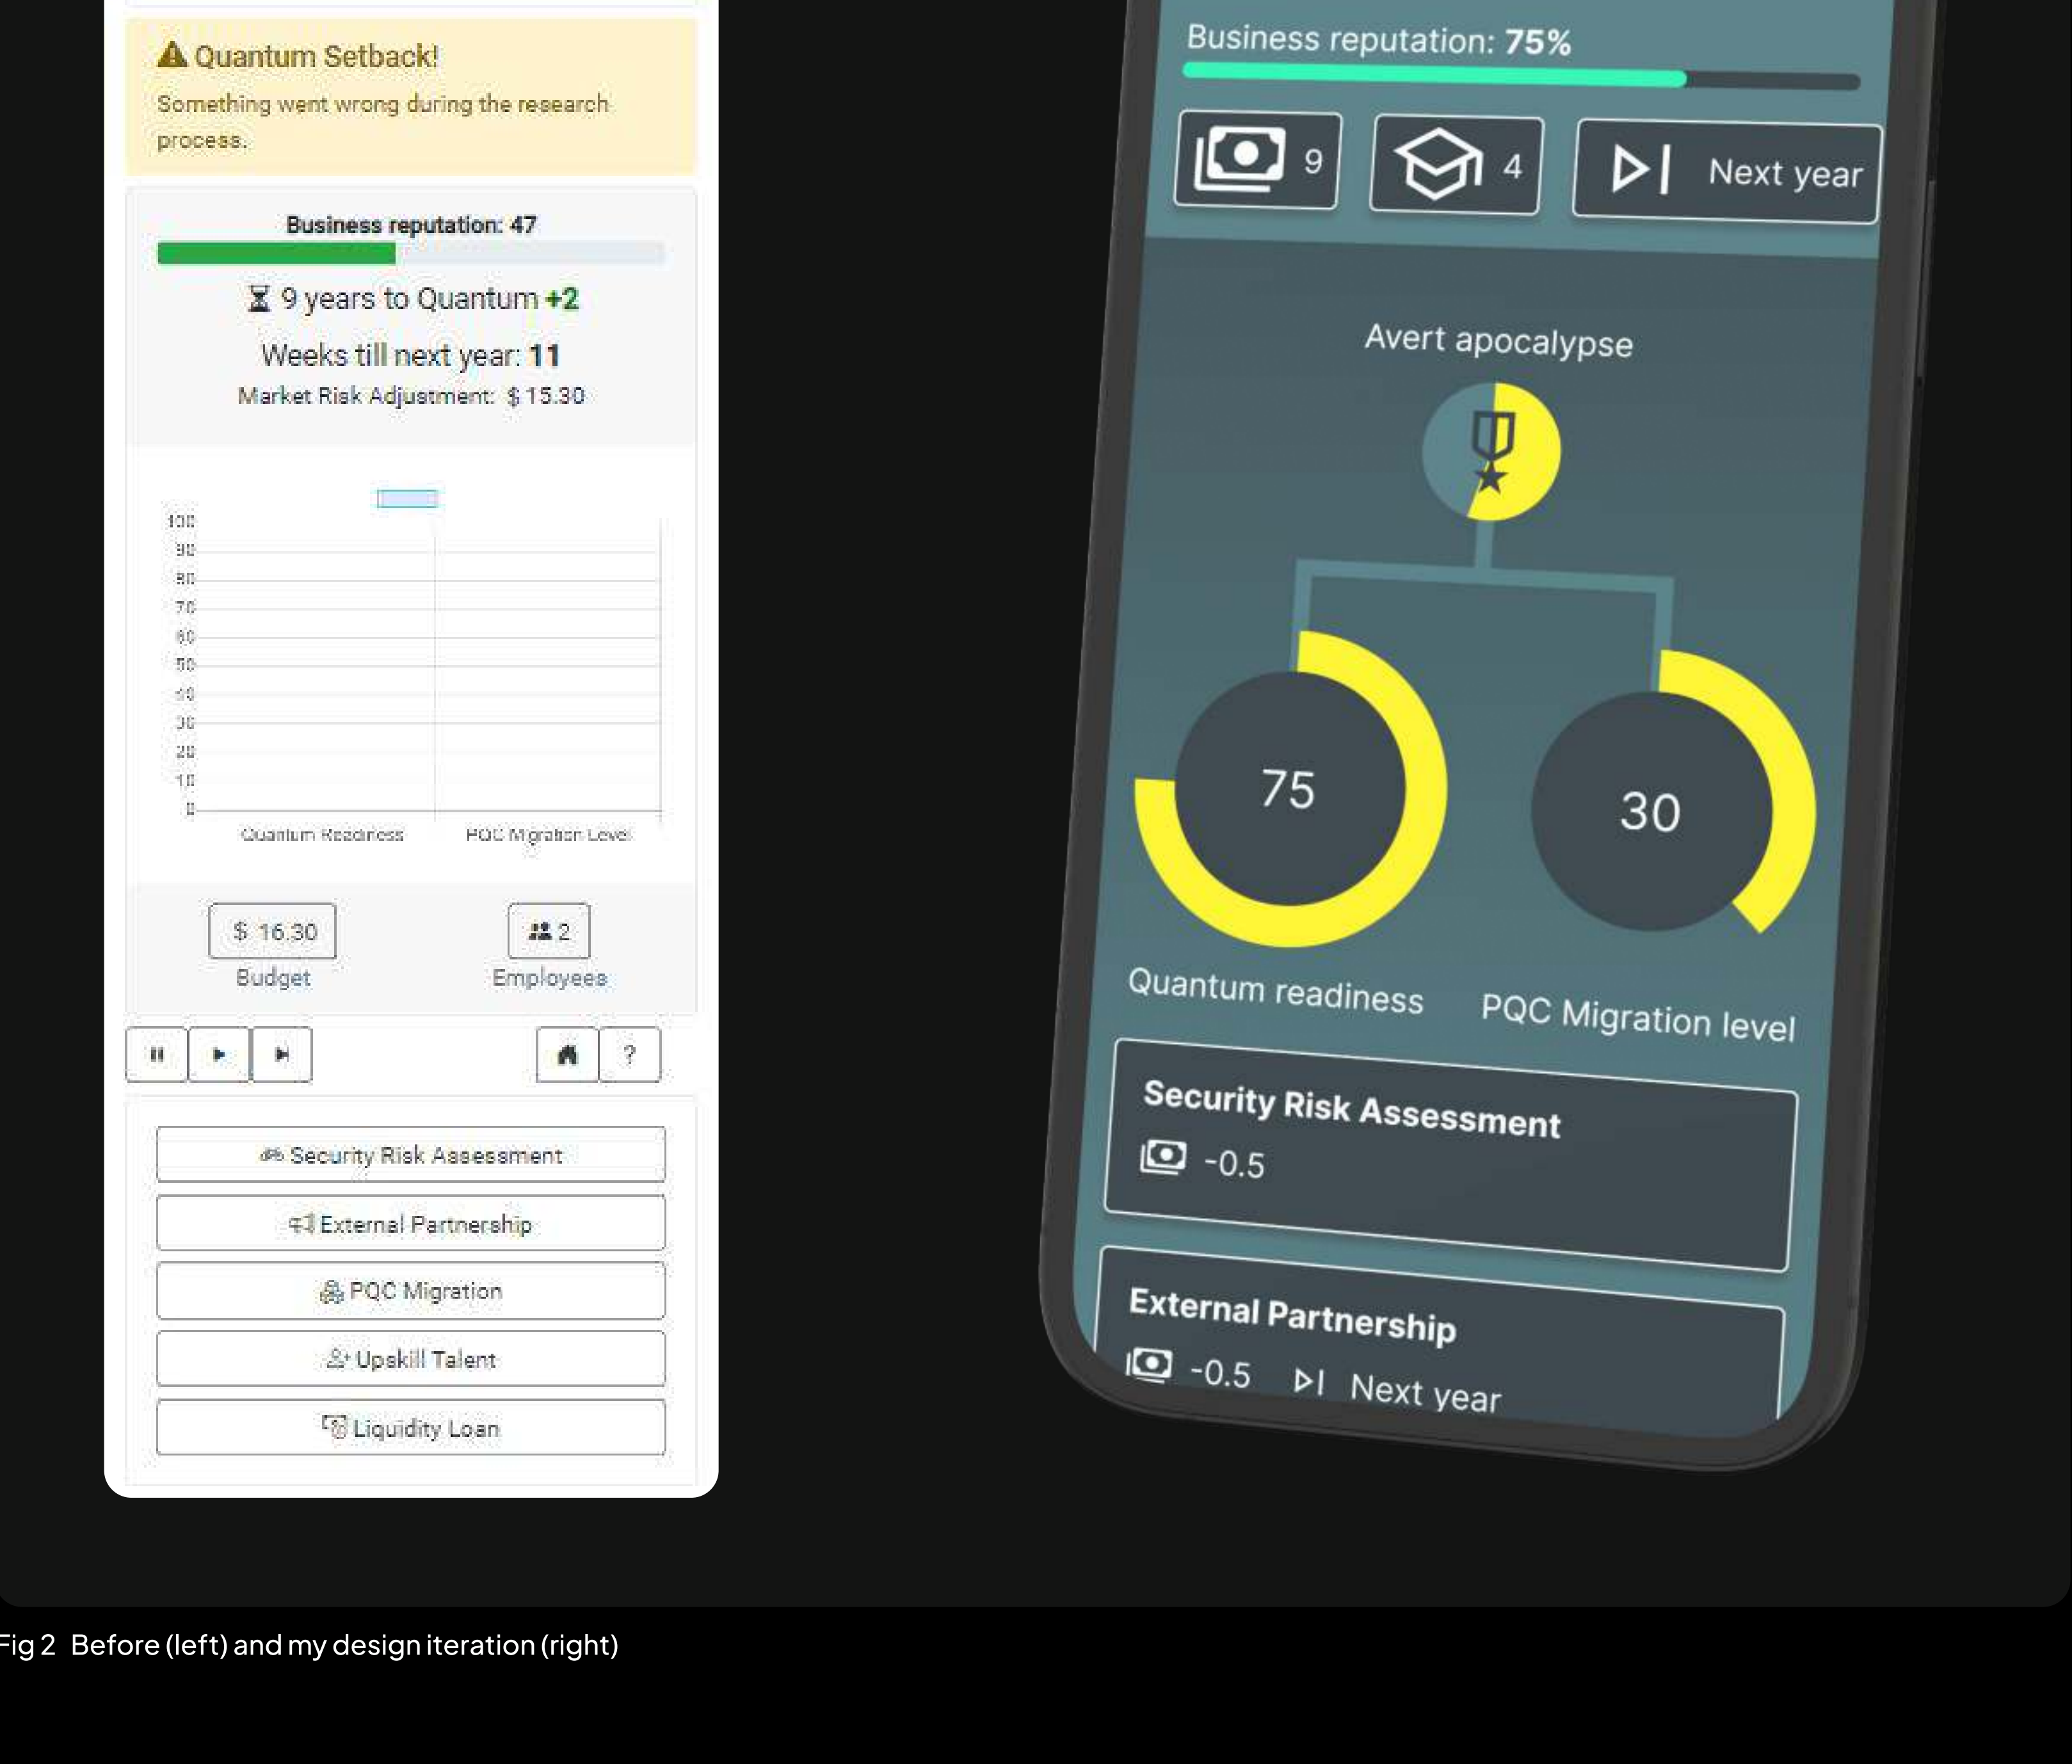 Quantum Setback!
Something went wrong during the research
process.
Business reputation: 47
9 years to Quantum +2
Weeks till next year: 11
Market Risk Adjustment: $ 15.30
100
90
80
70
60
50
40
30
20
10
0
Quantum Readiness
PQC Migration Level
$ 16.30
2
Budget
Employees
?
Security Risk Assessment
External Partnership
PQC Migration
Upskill Talent
Liquidity Loan
Business reputation: 75%
9
4
Next year
Avert apocalypse
75
30
Quantum readiness
PQC Migration level
Security Risk Assessment
-0.5
External Partnership
-0.5 Next year
Fig 2 Before (left) and my design iteration (right)